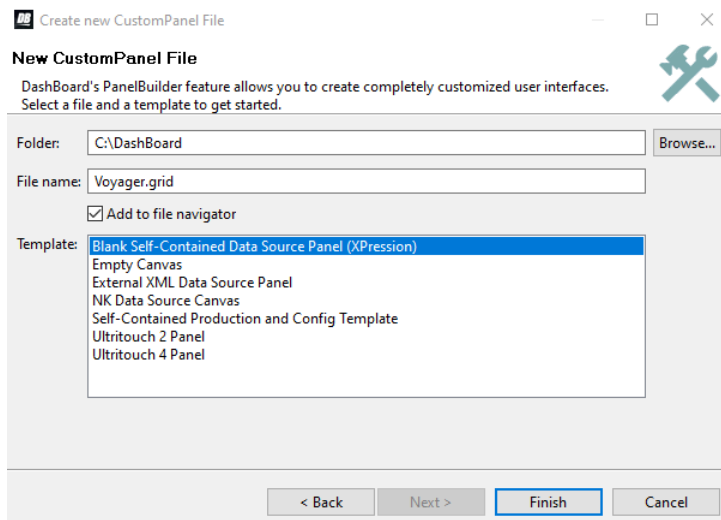 DB Create new CustomPanel File
New CustomPanel File
DashBoard's PanelBuilder feature allows you to create completely customized user interfaces.
Select a file and a template to get started.
Folder: C:\DashBoard Browse...
File name: Voyager.grid
Add to file navigator
Template: Blank Self-Contained Data Source Panel (XPression)
Empty Canvas
External XML Data Source Panel
NK Data Source Canvas
Self-Contained Production and Config Template
Ultritouch 2 Panel
Ultritouch 4 Panel
< Back Next > Finish Cancel